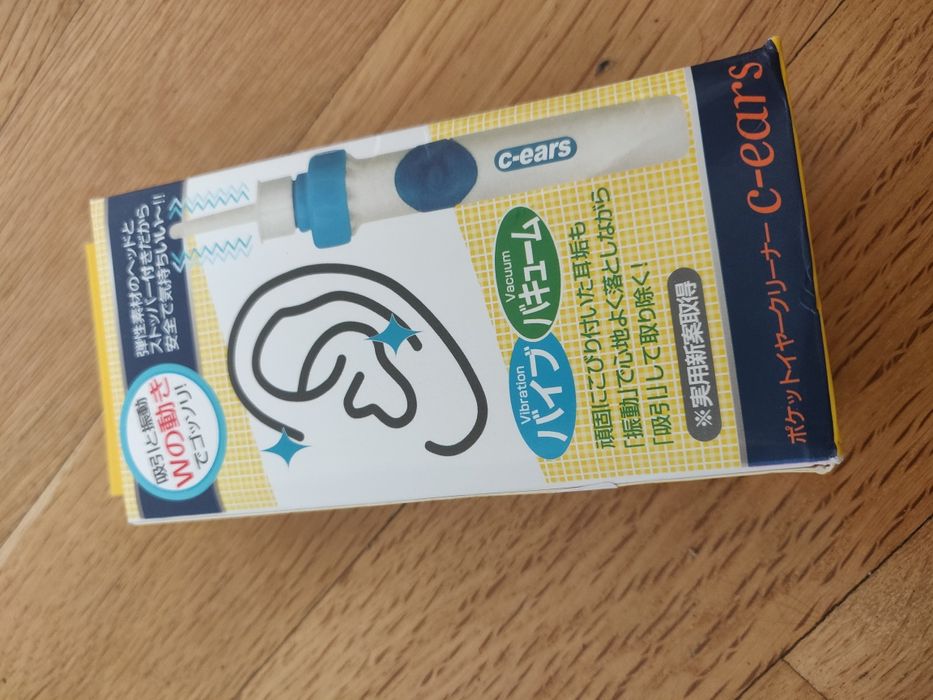 吸引と振動
Wの動き
でゴッソリ!
弾性素材のヘッドと
ストッパー付きだから
安全で気持ちいい〜!!
c-ears
Vibration
バイブ
Vacuum
バキューム
頑固にこびり付いた耳垢も
「振動」で心地よく落としながら
「吸引」して取り除く!
※実用新案取得
ポケットイヤークリーナー c-ears